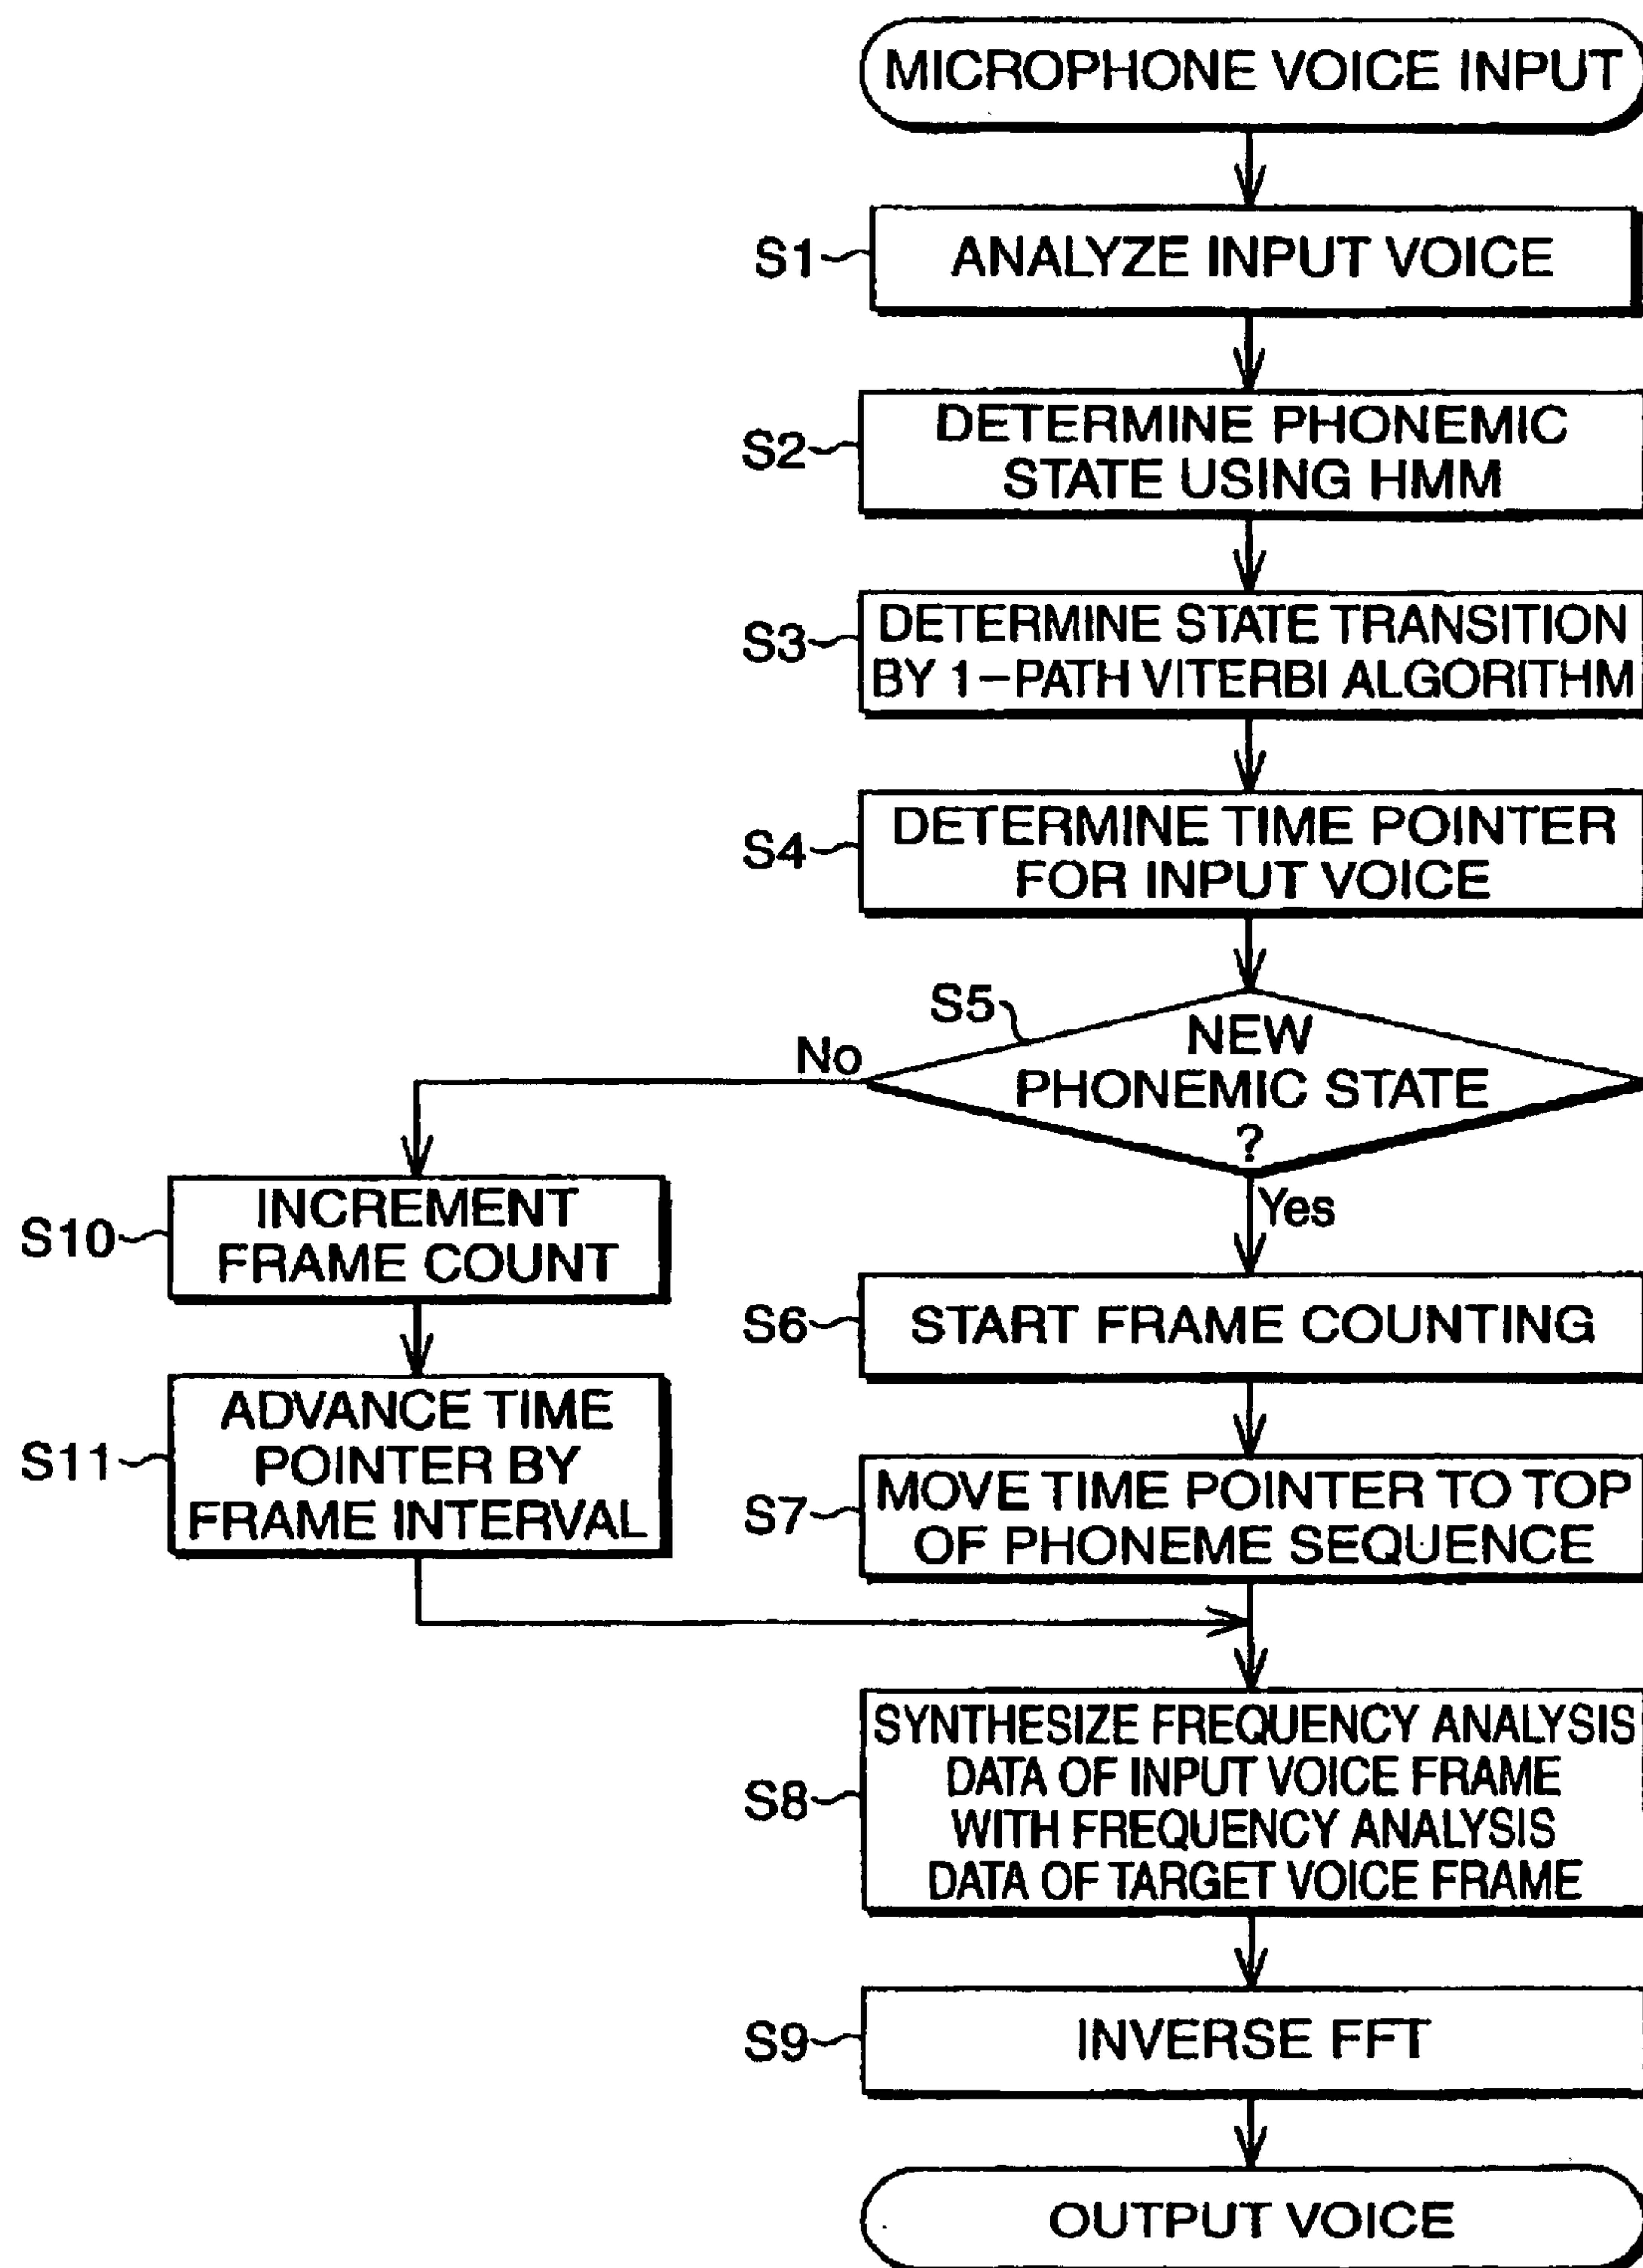 MICROPHONE VOICE INPUT
S1
ANALYZE INPUT VOICE
S2
DETERMINE PHONEMIC
STATE USING HMM
S3
DETERMINE STATE TRANSITION
BY 1-PATH VITERBI ALGORITHM
S4
DETERMINE TIME POINTER
FOR INPUT VOICE
S5
NEW
PHONEMIC STATE
?
No
Yes
S10
INCREMENT
FRAME COUNT
S11
ADVANCE TIME
POINTER BY
FRAME INTERVAL
S6
START FRAME COUNTING
S7
MOVE TIME POINTER TO TOP
OF PHONEME SEQUENCE
S8
SYNTHESIZE FREQUENCY ANALYSIS
DATA OF INPUT VOICE FRAME
WITH FREQUENCY ANALYSIS
DATA OF TARGET VOICE FRAME
S9
INVERSE FFT
OUTPUT VOICE